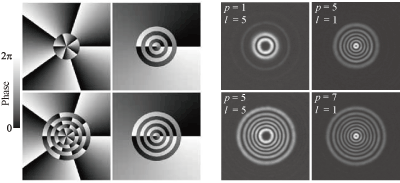 2π
Phase
0
p = 1
l = 5
p = 5
l = 1
p = 5
l = 5
p = 7
l = 1